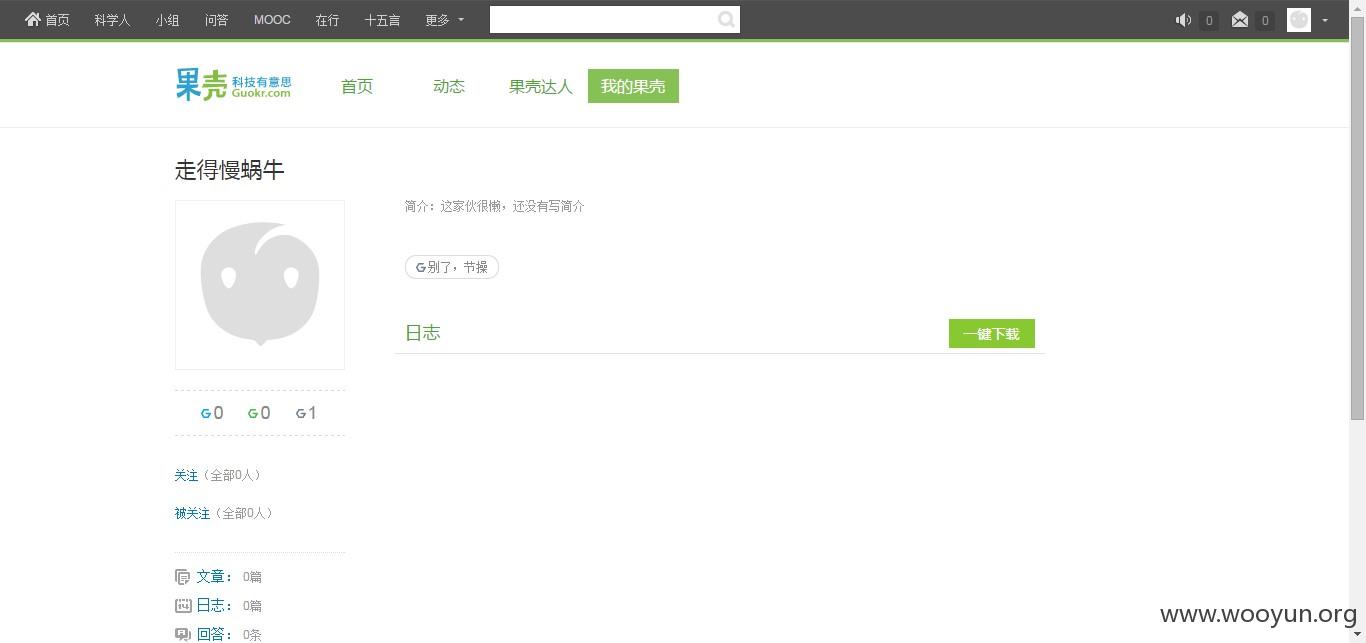 首页 科学人 小组 问答 MOOC 在行 十五言 更多 0 0
果壳 科技有意思 Guokr.com 首页 动态 果壳达人 我的果壳
走得慢蜗牛
简介：这家伙很懒，还没有写简介
G别了，节操
日志 一键下载
G0 G0 G1
关注（全部0人）
被关注（全部0人）
文章： 0篇
日志： 0篇
回答： 0条
www.wooyun.org